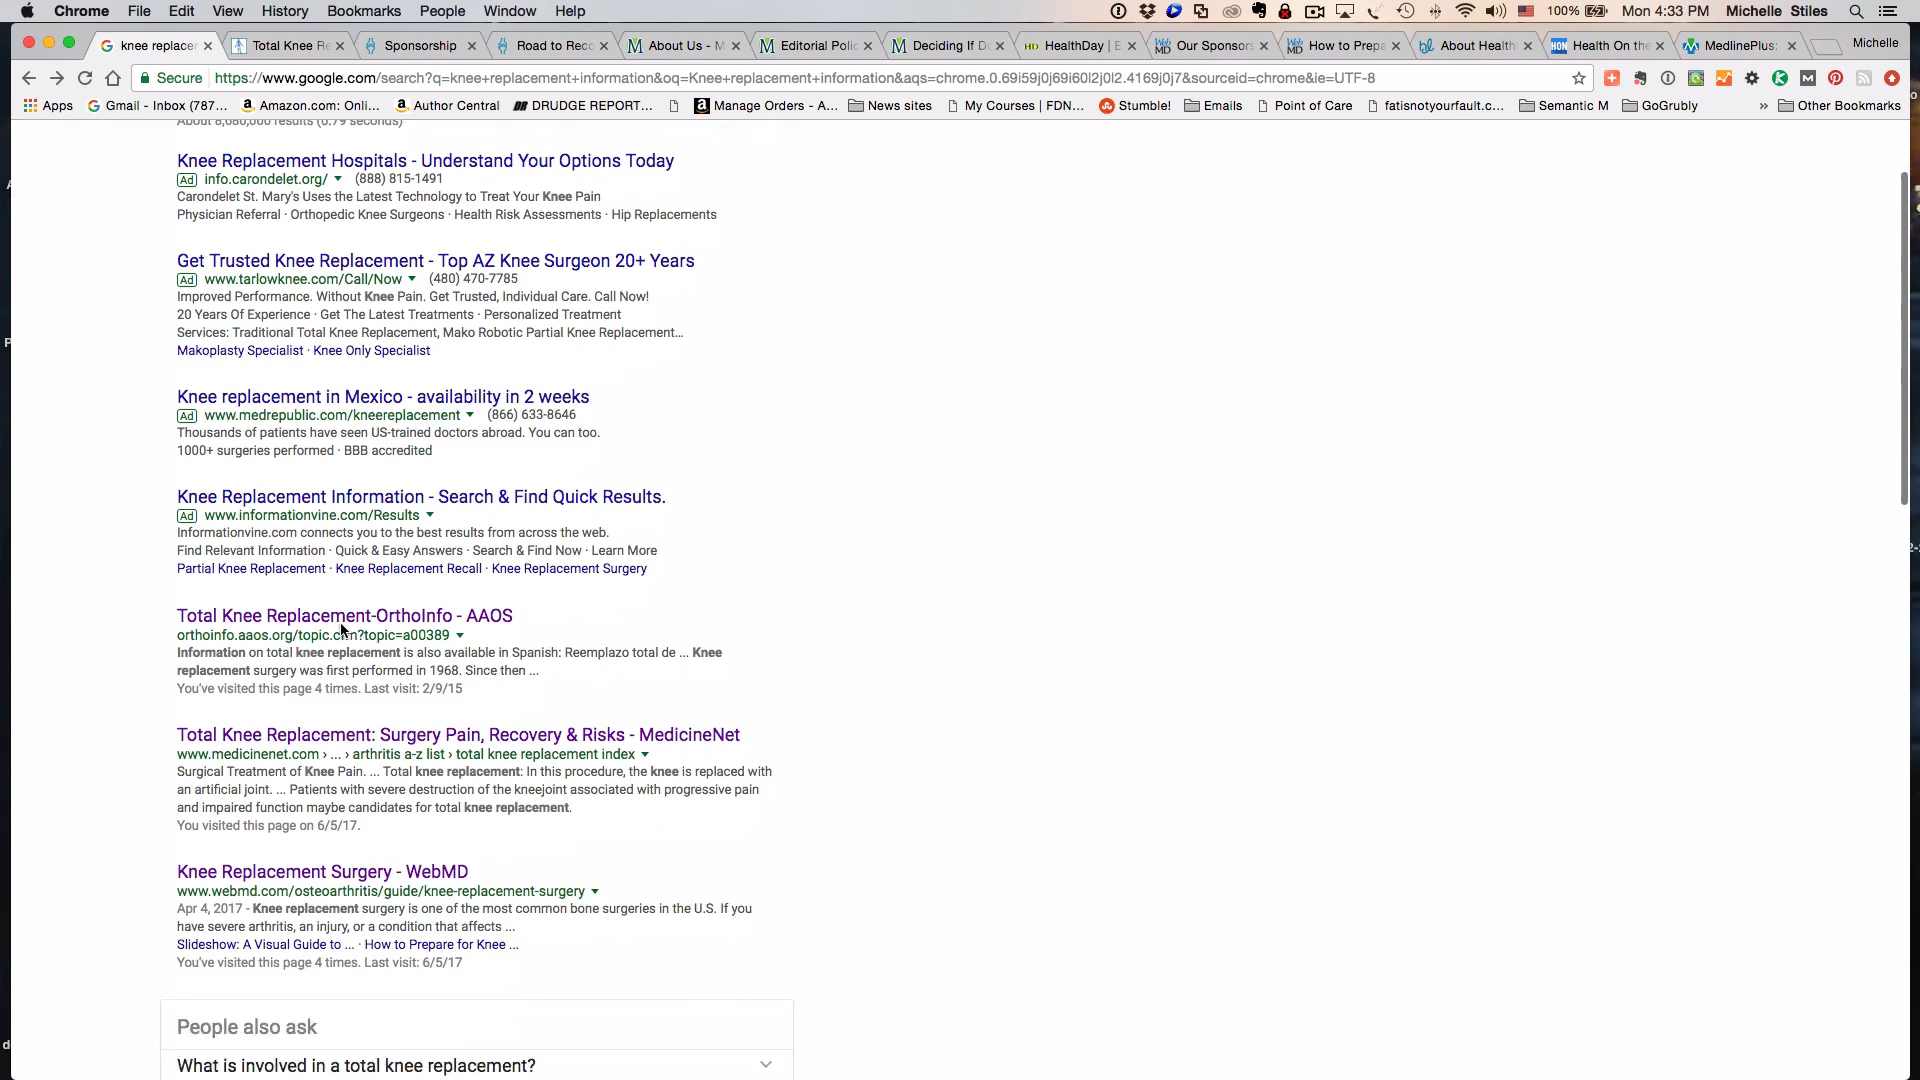 Chrome File Edit View History Bookmarks People Window Help 100% Mon 4:33 PM Michelle Stiles
knee replacer Total Knee Re Sponsorship Road to Reco About Us - M Editorial Polic Deciding If D HealthDay | E Our Sponsors How to Prepa About Health Health On the MedlinePlus: Michelle
Secure https://www.google.com/search?q=knee+replacement+information&oq=Knee+replacement+information&aqs=chrome.0.69i59j0j69i60l2j0l2.4169j0j7&sourceid=chrome&ie=UTF-8
Apps Gmail - Inbox (787... Amazon.com: Onli... Author Central DRUDGE REPORT... Manage Orders - A... News sites My Courses | FDN... Stumble! Emails Point of Care fatisnotyourfault.c... Semantic M GoGrubly » Other Bookmarks
About 8,680,000 results (0.79 seconds)
Knee Replacement Hospitals - Understand Your Options Today
Ad info.carondelet.org/ (888) 815-1491
Carondelet St. Mary's Uses the Latest Technology to Treat Your Knee Pain
Physician Referral · Orthopedic Knee Surgeons · Health Risk Assessments · Hip Replacements
Get Trusted Knee Replacement - Top AZ Knee Surgeon 20+ Years
Ad www.tarlowknee.com/Call/Now (480) 470-7785
Improved Performance. Without Knee Pain. Get Trusted, Individual Care. Call Now!
20 Years Of Experience · Get The Latest Treatments · Personalized Treatment
Services: Traditional Total Knee Replacement, Mako Robotic Partial Knee Replacement...
Makoplasty Specialist · Knee Only Specialist
Knee replacement in Mexico - availability in 2 weeks
Ad www.medrepublic.com/kneereplacement (866) 633-8646
Thousands of patients have seen US-trained doctors abroad. You can too.
1000+ surgeries performed · BBB accredited
Knee Replacement Information - Search & Find Quick Results.
Ad www.informationvine.com/Results
Informationvine.com connects you to the best results from across the web.
Find Relevant Information · Quick & Easy Answers · Search & Find Now · Learn More
Partial Knee Replacement · Knee Replacement Recall · Knee Replacement Surgery
Total Knee Replacement-OrthoInfo - AAOS
orthoinfo.aaos.org/topic.cfm?topic=a00389
Information on total knee replacement is also available in Spanish: Reemplazo total de ... Knee
replacement surgery was first performed in 1968. Since then ...
You've visited this page 4 times. Last visit: 2/9/15
Total Knee Replacement: Surgery Pain, Recovery & Risks - MedicineNet
www.medicinenet.com › ... › arthritis a-z list › total knee replacement index
Surgical Treatment of Knee Pain. ... Total knee replacement: In this procedure, the knee is replaced with
an artificial joint. ... Patients with severe destruction of the kneejoint associated with progressive pain
and impaired function maybe candidates for total knee replacement.
You visited this page on 6/5/17.
Knee Replacement Surgery - WebMD
www.webmd.com/osteoarthritis/guide/knee-replacement-surgery
Apr 4, 2017 - Knee replacement surgery is one of the most common bone surgeries in the U.S. If you
have severe arthritis, an injury, or a condition that affects ...
Slideshow: A Visual Guide to ... · How to Prepare for Knee ...
You've visited this page 4 times. Last visit: 6/5/17
People also ask
What is involved in a total knee replacement?